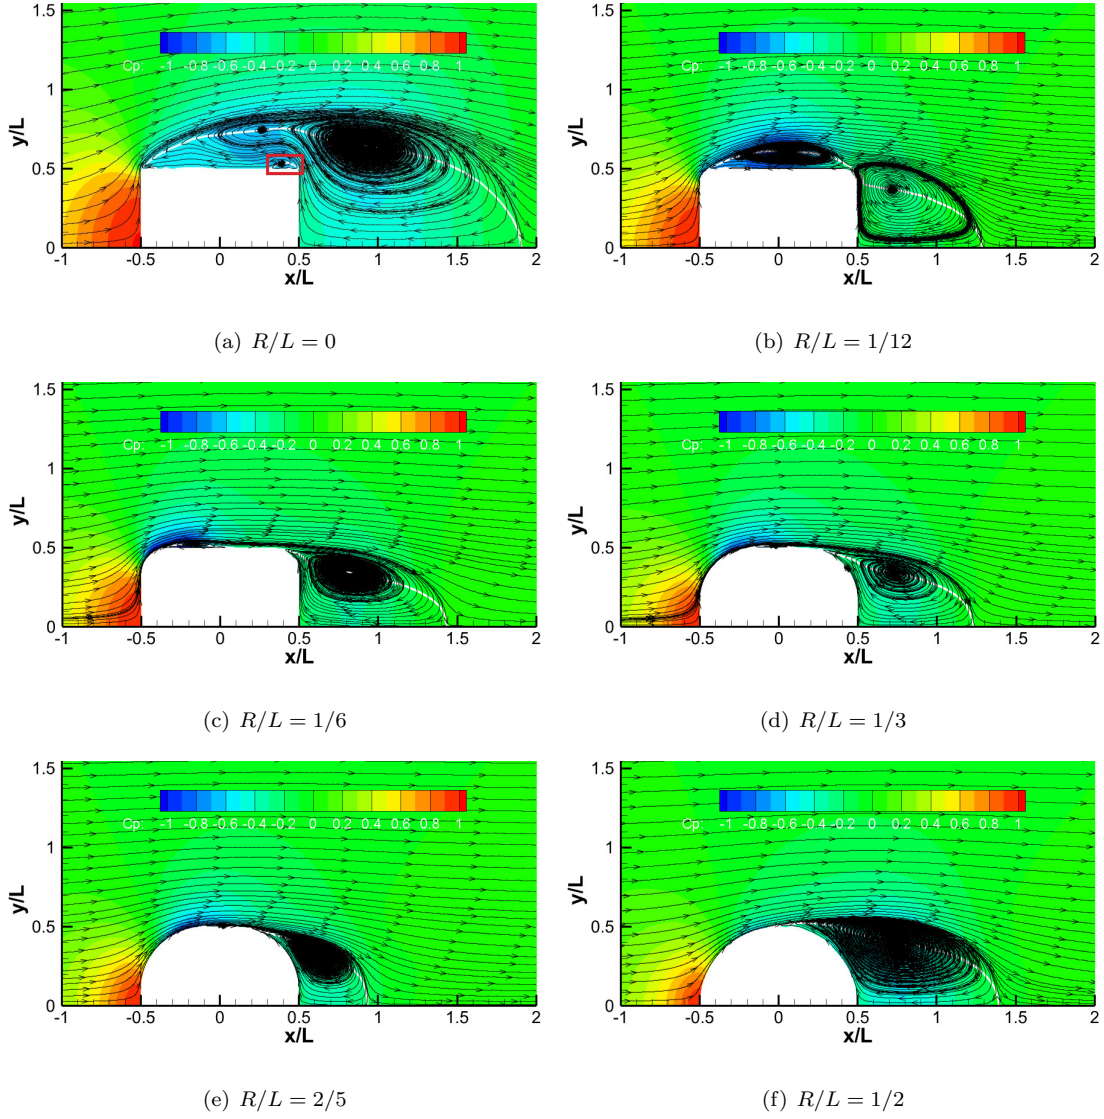 y/L
1.5
1
0.5
0
Cp: -1 -0.8 -0.6 -0.4 -0.2 0 0.2 0.4 0.6 0.8 1
-1 -0.5 0 0.5 1 1.5 2
x/L
(a) R/L = 0
y/L
1.5
1
0.5
0
Cp: -1 -0.8 -0.6 -0.4 -0.2 0 0.2 0.4 0.6 0.8 1
-1 -0.5 0 0.5 1 1.5 2
x/L
(b) R/L = 1/12
y/L
1.5
1
0.5
0
Cp: -1 -0.8 -0.6 -0.4 -0.2 0 0.2 0.4 0.6 0.8 1
-1 -0.5 0 0.5 1 1.5 2
x/L
(c) R/L = 1/6
y/L
1.5
1
0.5
0
Cp: -1 -0.8 -0.6 -0.4 -0.2 0 0.2 0.4 0.6 0.8 1
-1 -0.5 0 0.5 1 1.5 2
x/L
(d) R/L = 1/3
y/L
1.5
1
0.5
0
Cp: -1 -0.8 -0.6 -0.4 -0.2 0 0.2 0.4 0.6 0.8 1
-1 -0.5 0 0.5 1 1.5 2
x/L
(e) R/L = 2/5
y/L
1.5
1
0.5
0
Cp: -1 -0.8 -0.6 -0.4 -0.2 0 0.2 0.4 0.6 0.8 1
-1 -0.5 0 0.5 1 1.5 2
x/L
(f) R/L = 1/2